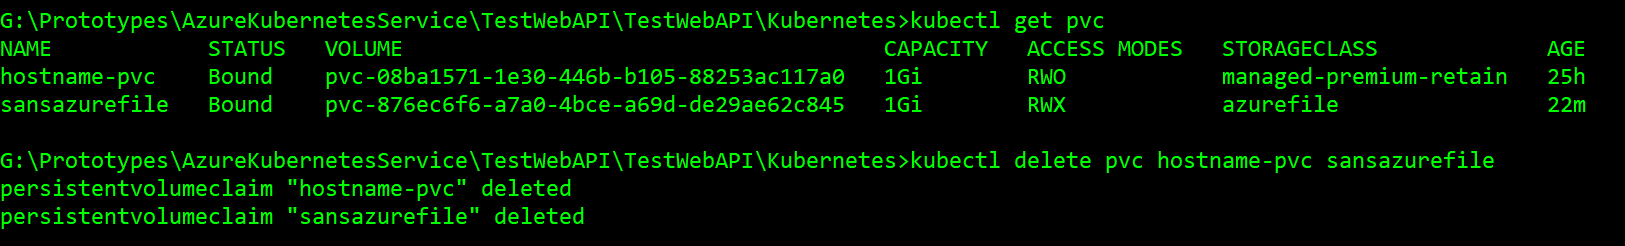 G:\Prototypes\AzureKubernetesService\TestWebAPI\TestWebAPI\Kubernetes>kubectl get pvc
NAME STATUS VOLUME CAPACITY ACCESS MODES STORAGECLASS AGE
hostname-pvc Bound pvc-08ba1571-1e30-446b-b105-88253ac117a0 1Gi RWO managed-premium-retain 25h
sansazurefile Bound pvc-876ec6f6-a7a0-4bce-a69d-de29ae62c845 1Gi RWX azurefile 22m
G:\Prototypes\AzureKubernetesService\TestWebAPI\TestWebAPI\Kubernetes>kubectl delete pvc hostname-pvc sansazurefile
persistentvolumeclaim "hostname-pvc" deleted
persistentvolumeclaim "sansazurefile" deleted